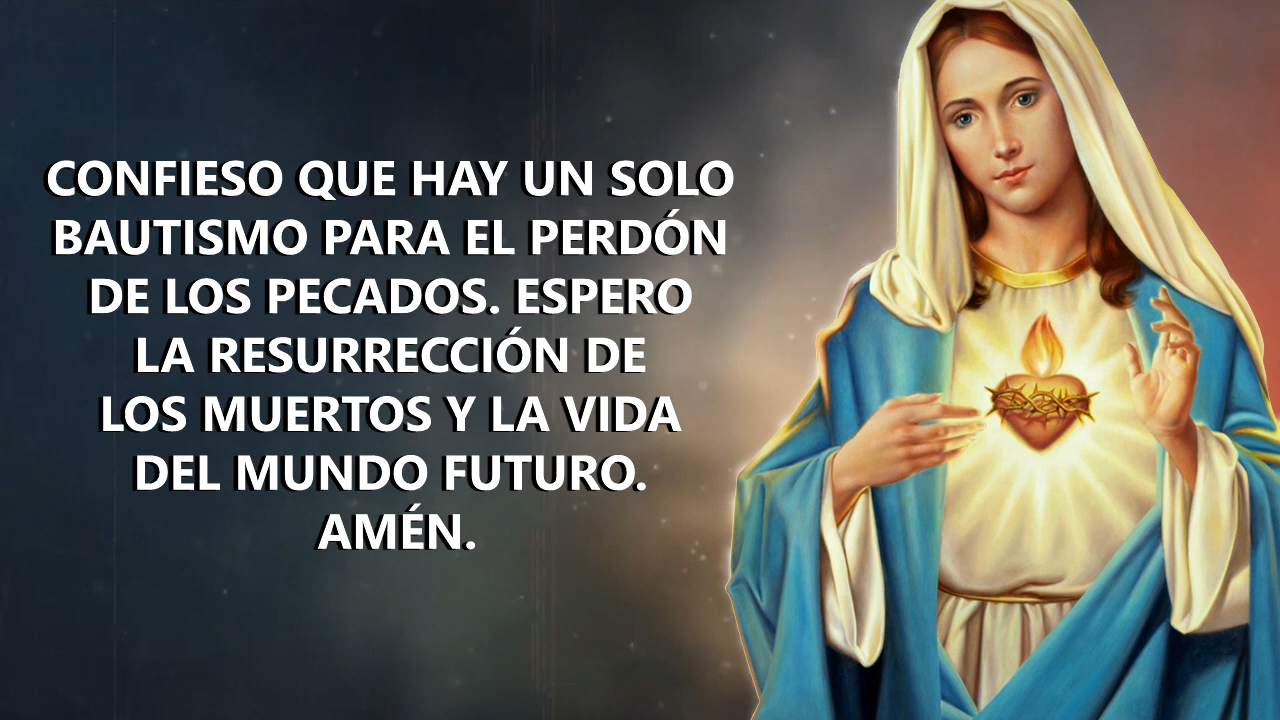 CONFIESO QUE HAY UN SOLO
BAUTISMO PARA EL PERDÓN
DE LOS PECADOS. ESPERO
LA RESURRECCIÓN DE
LOS MUERTOS Y LA VIDA
DEL MUNDO FUTURO.
AMÉN.